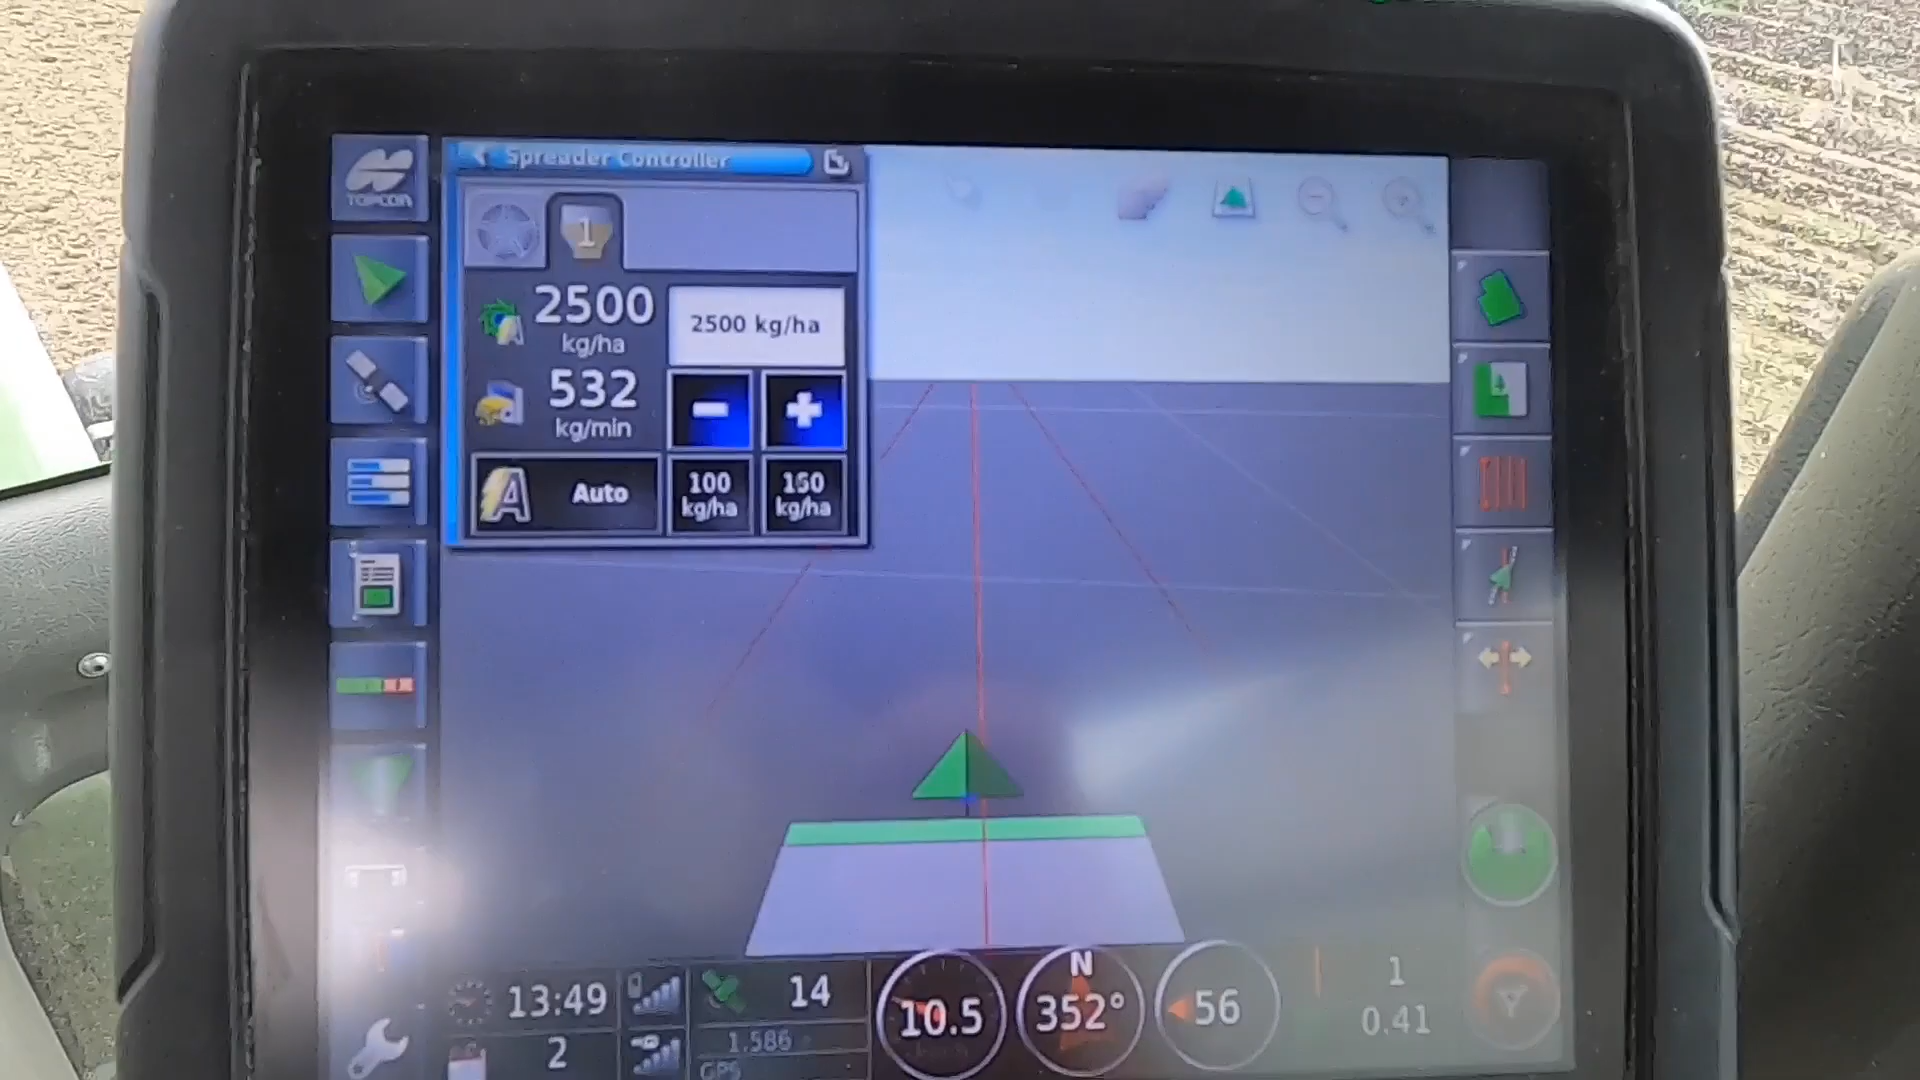 TOPCON
Spreader Controller
1
2500
kg/ha
2500 kg/ha
532
kg/min
A
Auto
100
kg/ha
150
kg/ha
13:49
2
14
1.586
GPS
10.5
N
352°
56
1
0.41